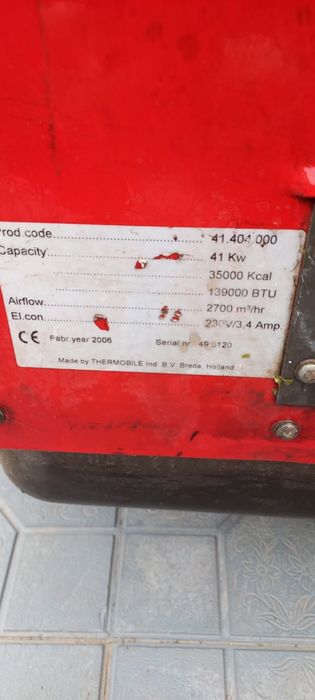 Prod.code........................ 41.404.000
Capacity........................ 41 Kw
........................ 35000 Kcal
........................ 139000 BTU
Airflow........................ 2700 m³/hr
El.con........................ 230V/3,4 Amp.
CE Fabr.year 2006 Serial nr. 49.0120
Made by THERMOBILE Ind. B.V. Breda, Holland